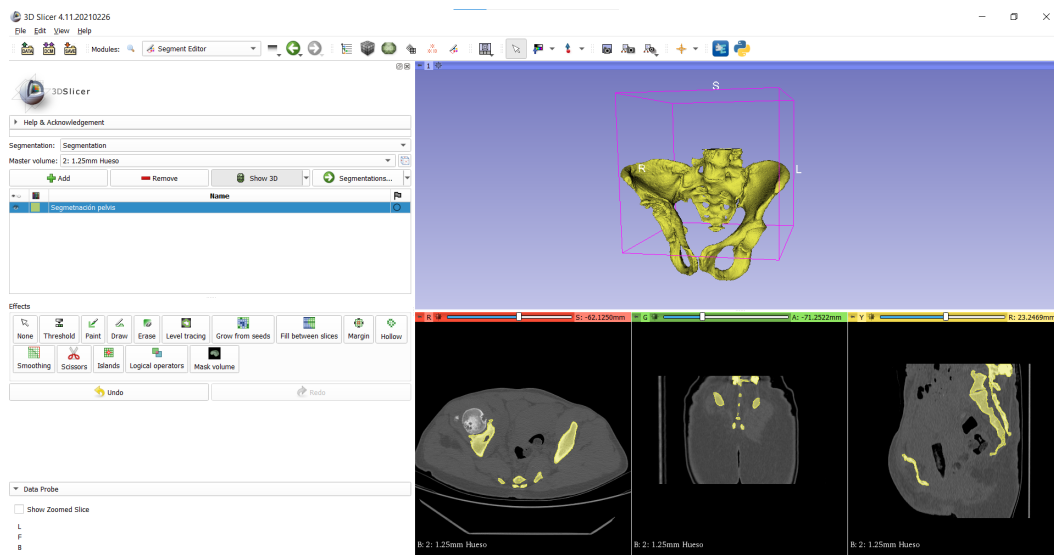 3D Slicer 4.11.20210226
File Edit View Help
DATA DCM SAVE Modules: Segment Editor
3DSlicer
Help & Acknowledgement
Segmentation: Segmentation
Master volume: 2: 1.25mm Hueso
Add Remove Show 3D Segmentations...
Name
Segmetnación pelvis
Effects
None Threshold Paint Draw Erase Level tracing Grow from seeds Fill between slices Margin Hollow
Smoothing Scissors Islands Logical operators Mask volume
Undo Redo
Data Probe
Show Zoomed Slice
L
F
B
1
S
R L
R S: -62.1250mm
G A: -71.2522mm
Y R: 23.2469mm
B: 2: 1.25mm Hueso
B: 2: 1.25mm Hueso
B: 2: 1.25mm Hueso